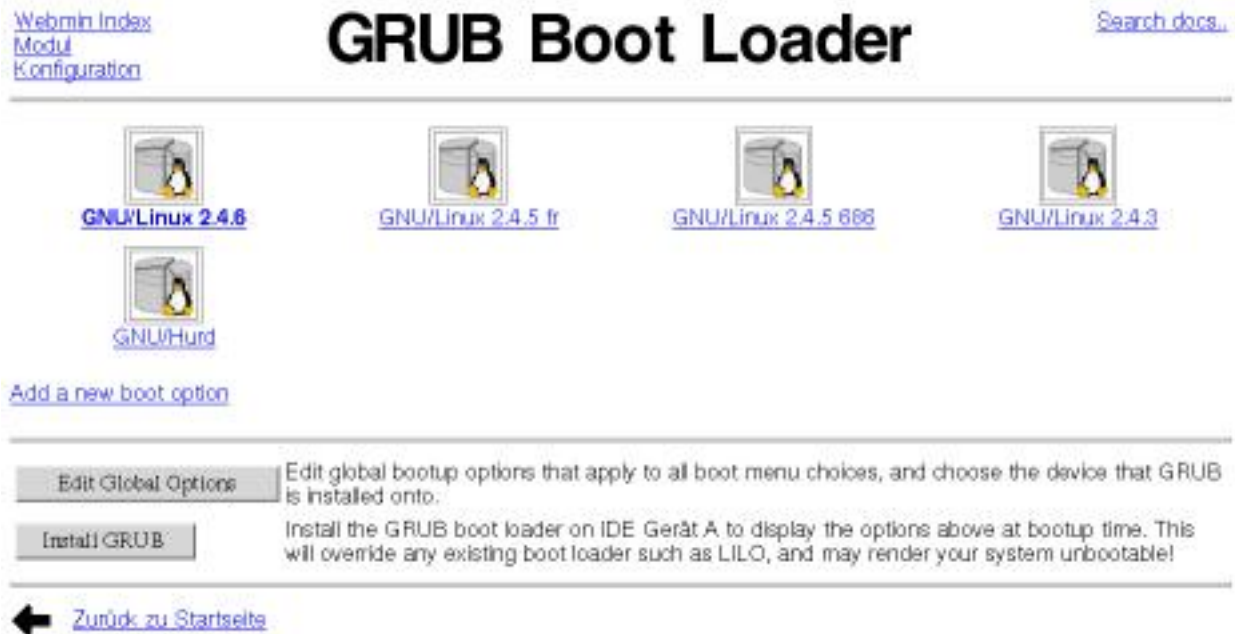 Webmin Index
Modul
Konfiguration
GRUB Boot Loader
Search docs..
GNU/Linux 2.4.6
GNU/Linux 2.4.5 fr
GNU/Linux 2.4.5 686
GNU/Linux 2.4.3
GNU/Hurd
Add a new boot option
Edit Global Options
Edit global bootup options that apply to all boot menu choices, and choose the device that GRUB
is installed onto.
Install GRUB
Install the GRUB boot loader on IDE Gerät A to display the options above at bootup time. This
will override any existing boot loader such as LILO, and may render your system unbootable!
Zurück zu Startseite